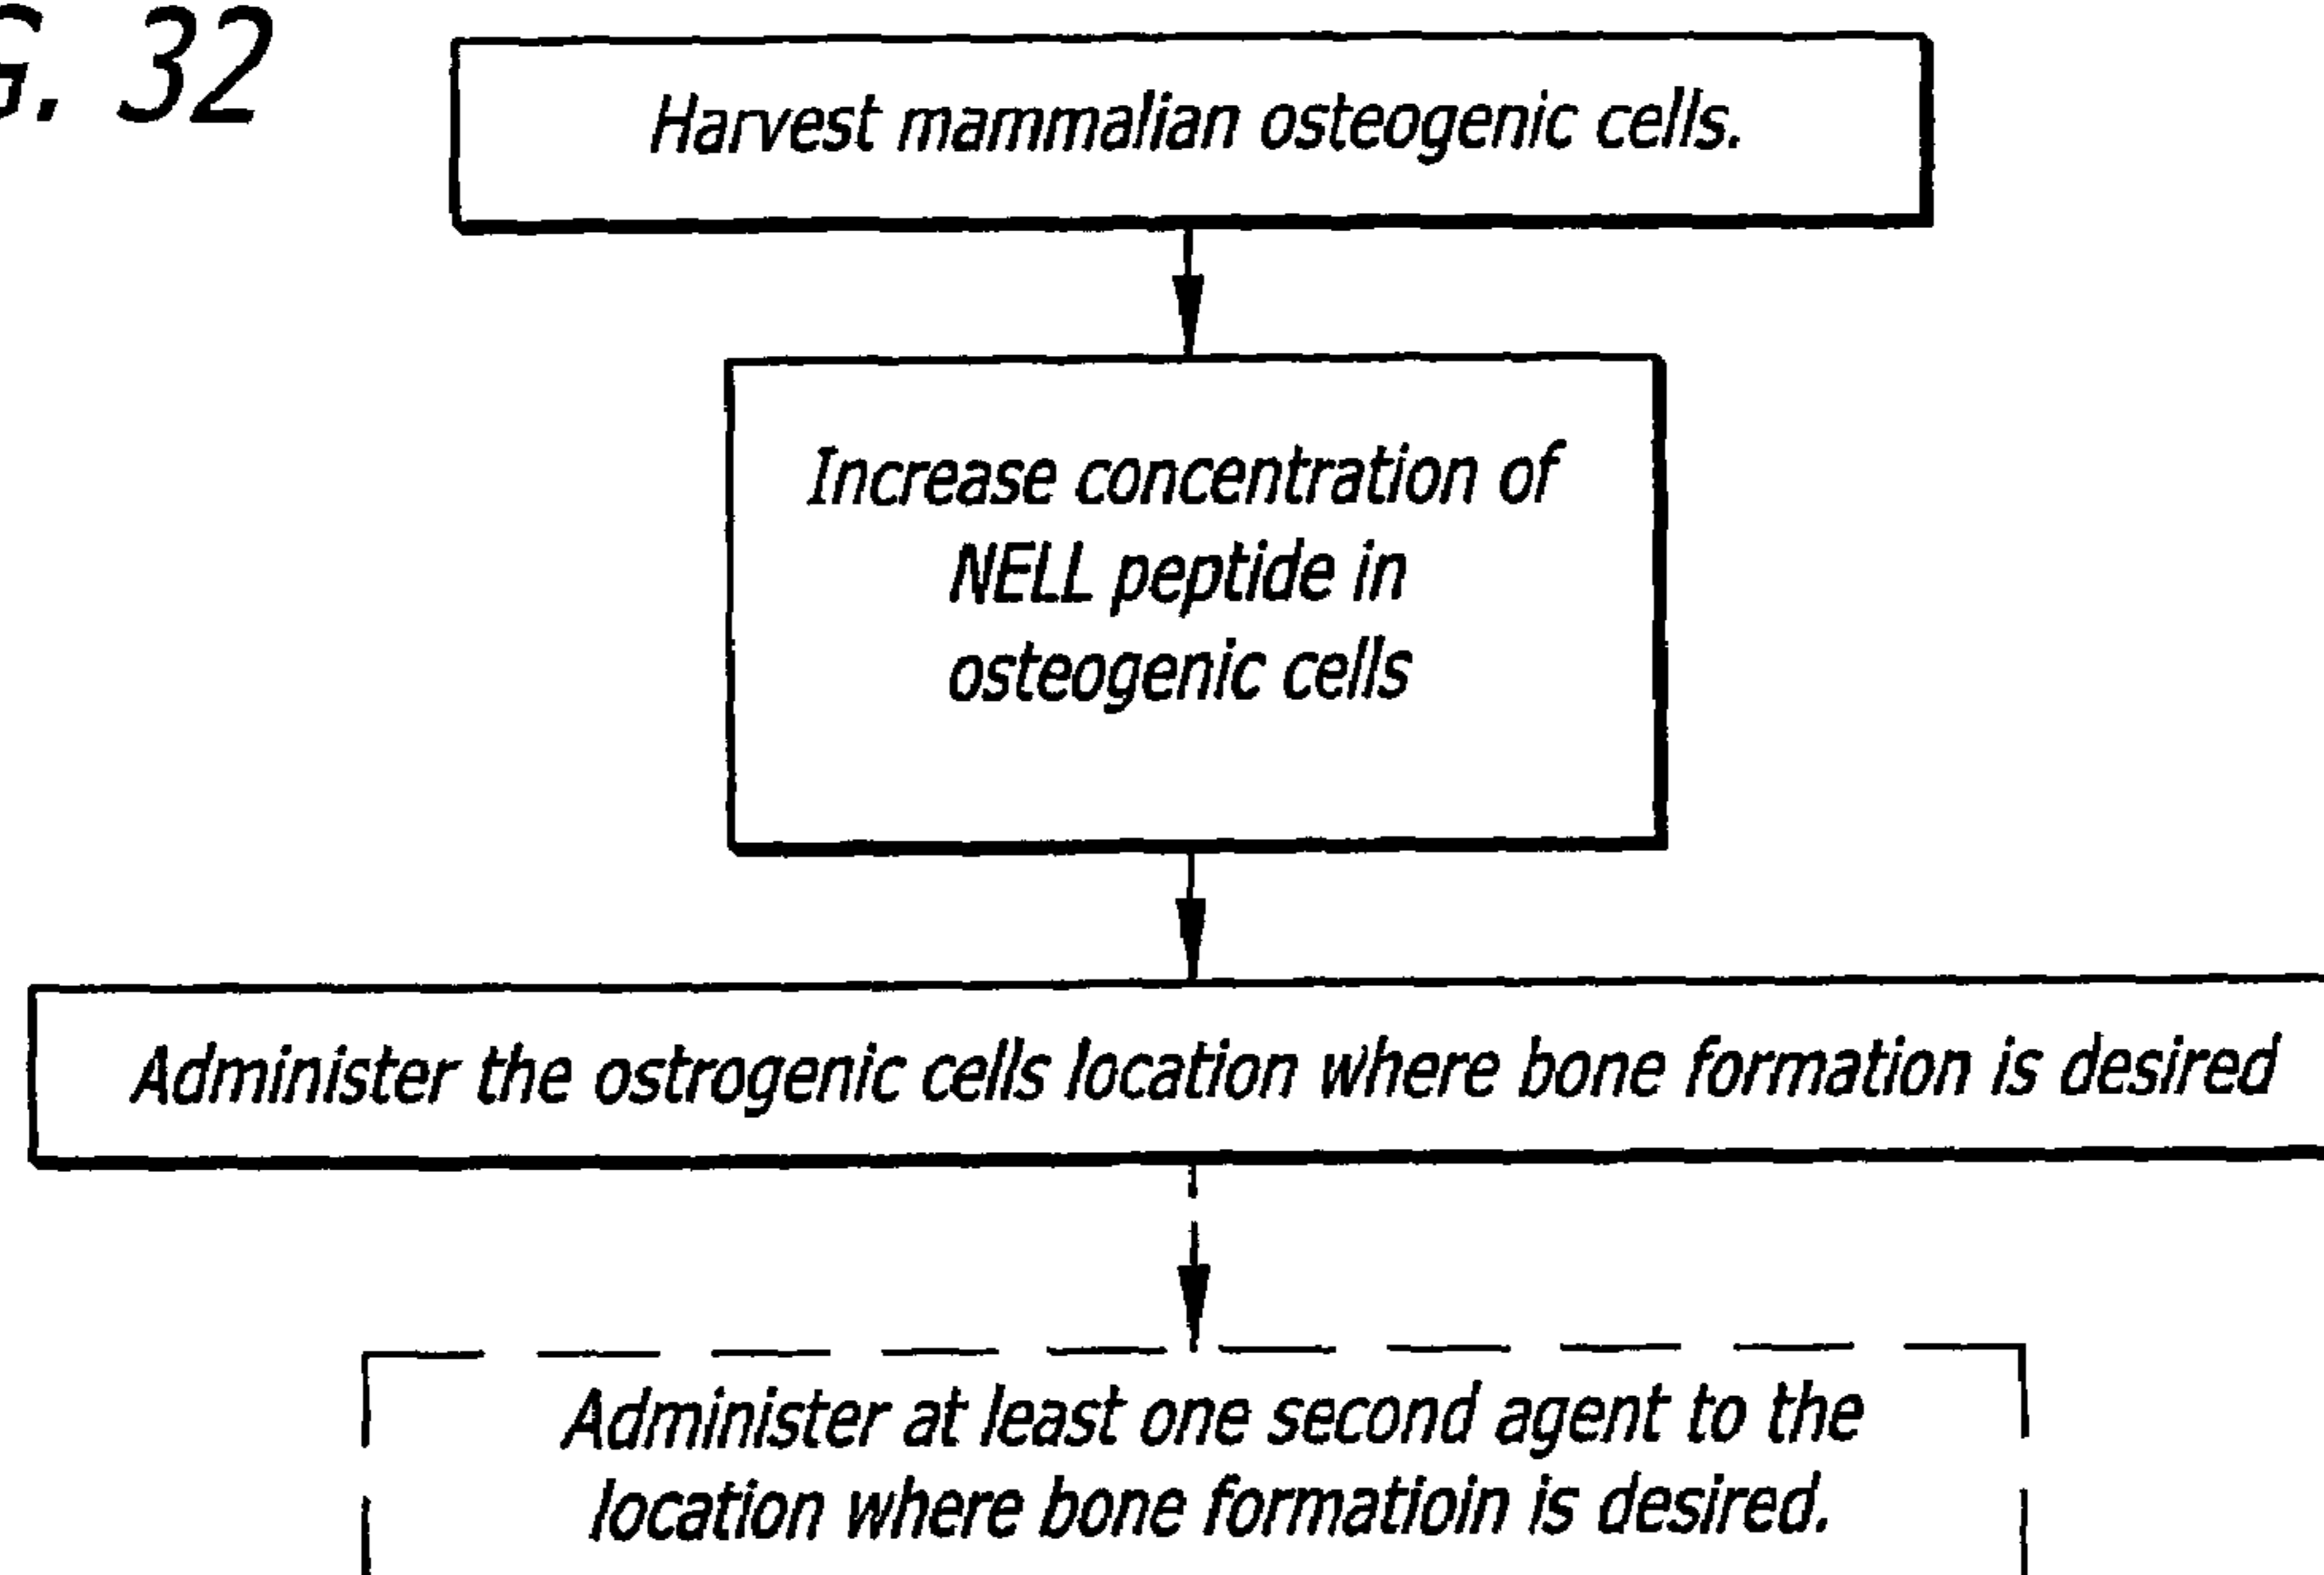 G. 32
Harvest mammalian osteogenic cells.
Increase concentration of
NELL peptide in
osteogenic cells
Administer the ostrogenic cells location where bone formation is desired
Administer at least one second agent to the
location where bone formatioin is desired.